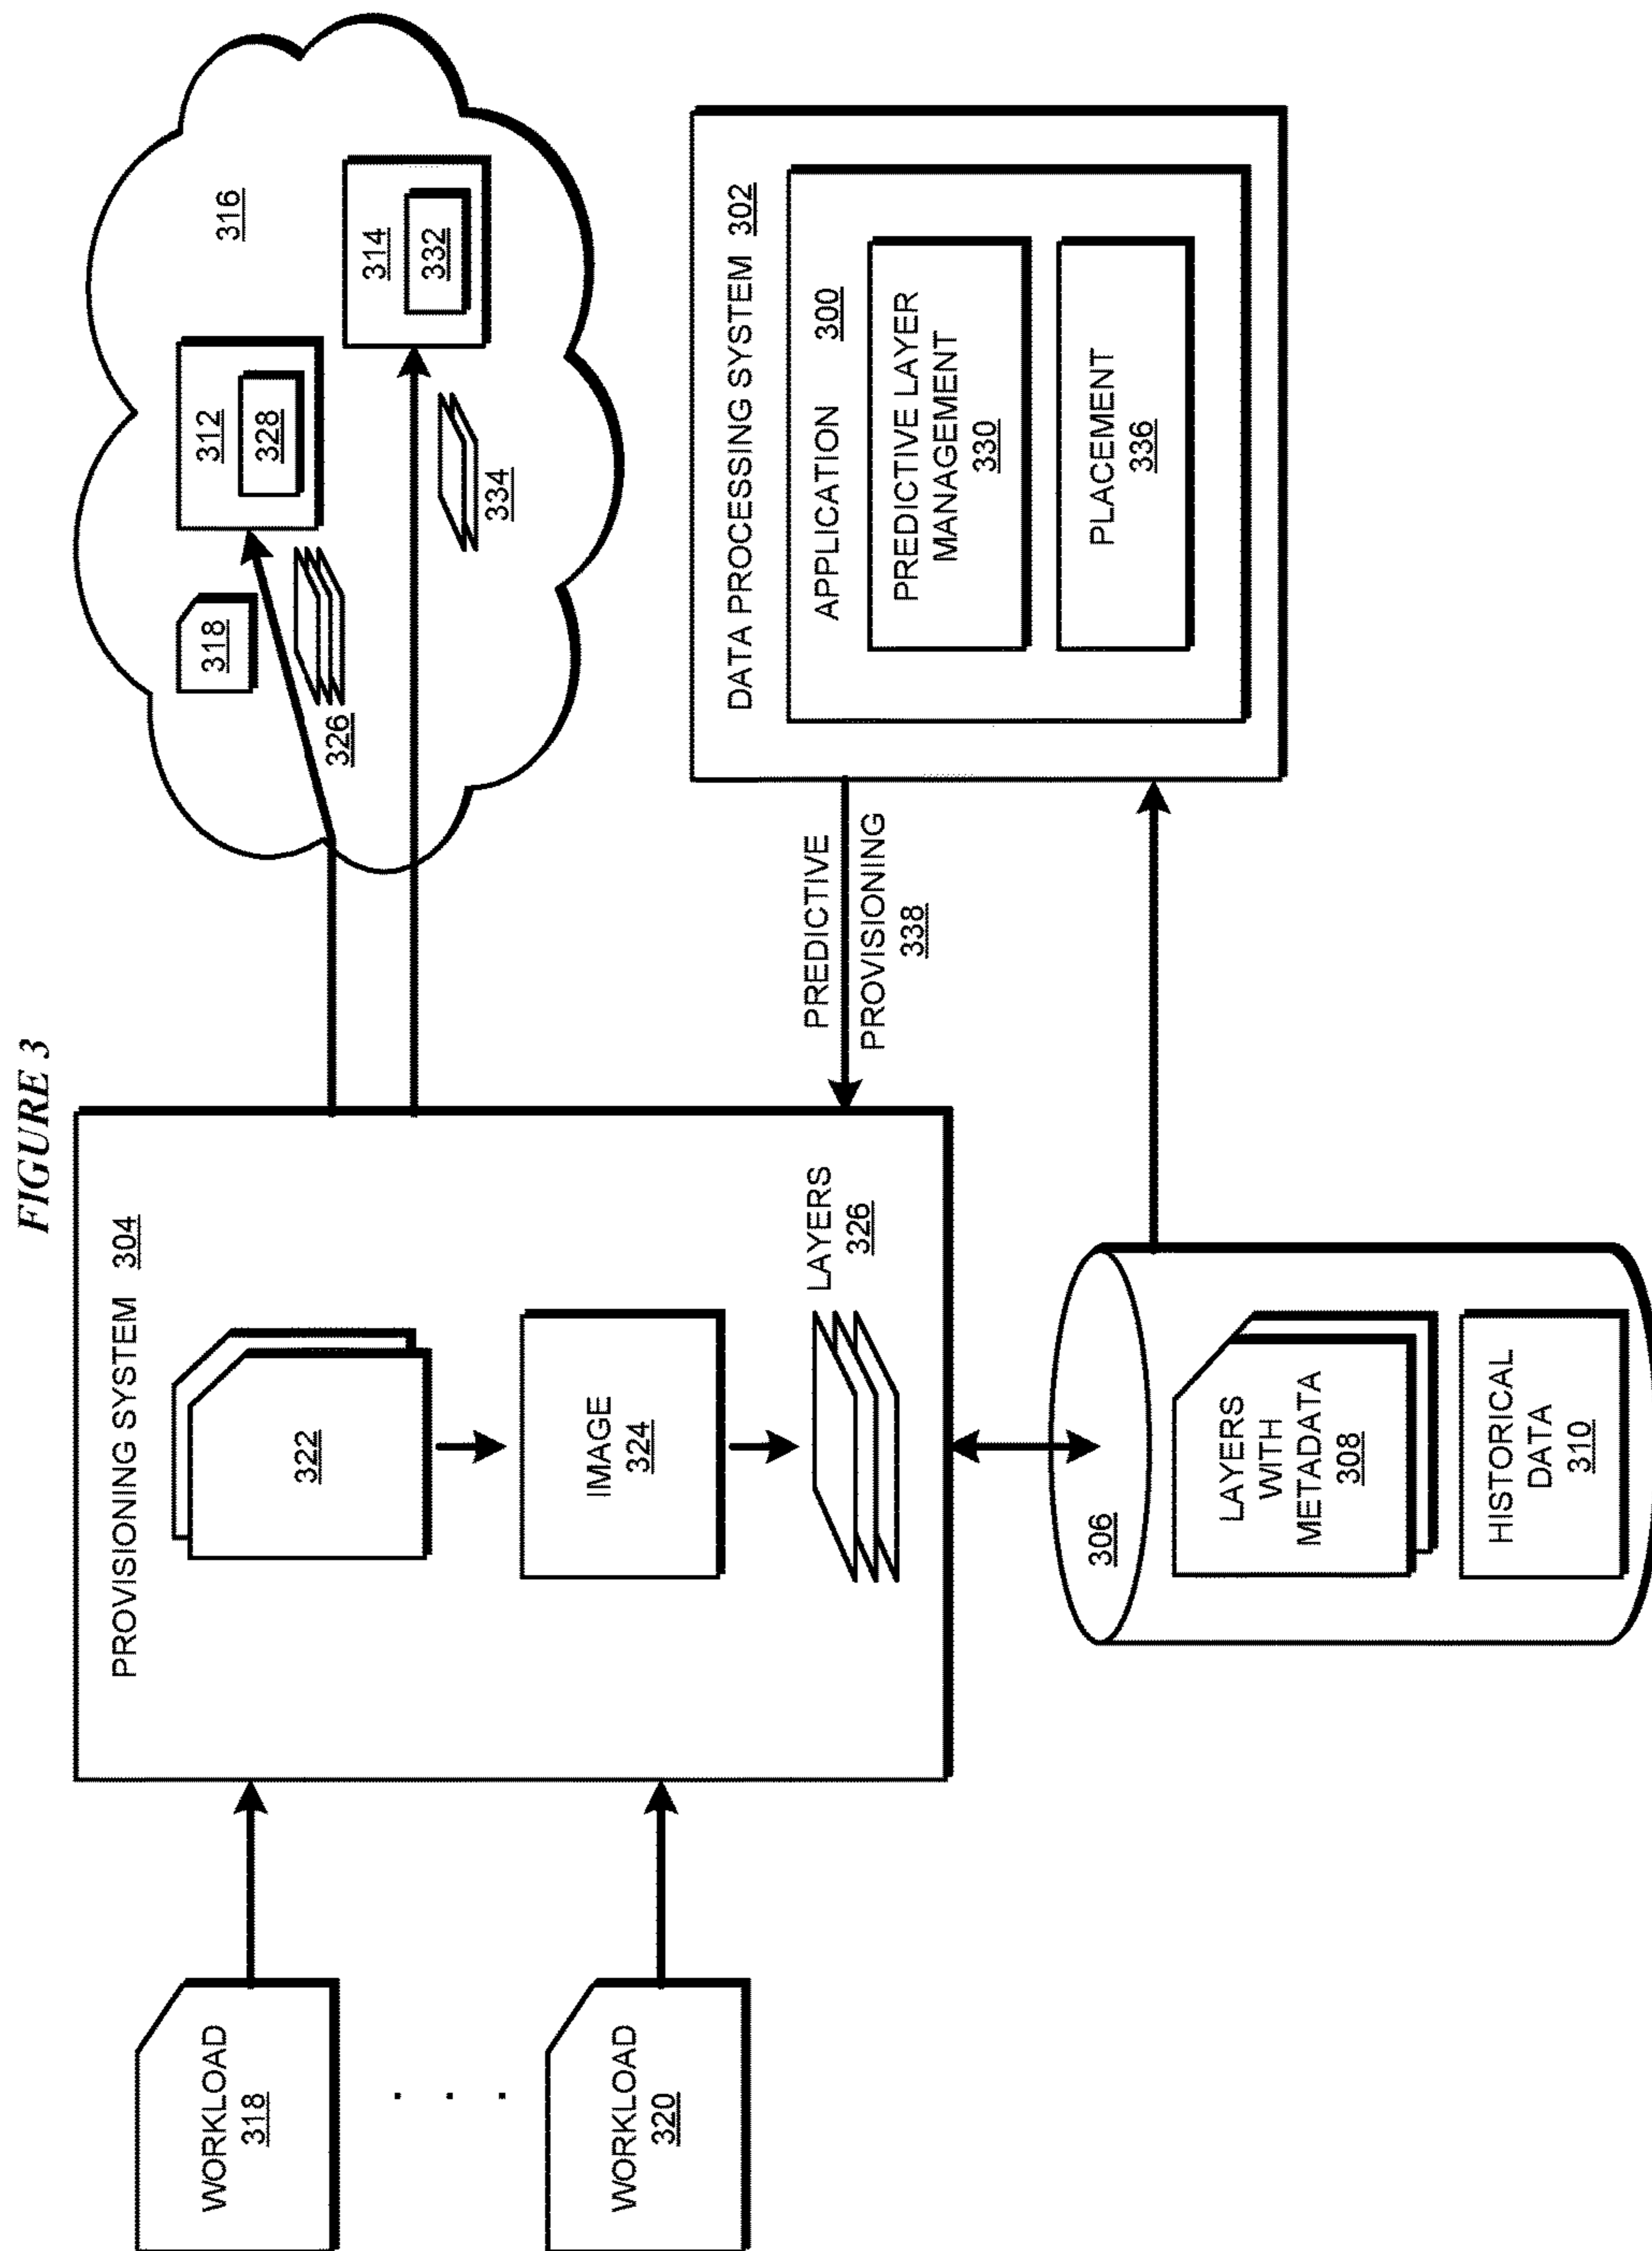 FIGURE 3
WORKLOAD
318
. . .
WORKLOAD
320
PROVISIONING SYSTEM 304
322
IMAGE
324
LAYERS
326
306
LAYERS
WITH
METADATA
308
HISTORICAL
DATA
310
316
318
326
312
328
314
332
334
PREDICTIVE
PROVISIONING
338
DATA PROCESSING SYSTEM 302
APPLICATION 300
PREDICTIVE LAYER
MANAGEMENT
330
PLACEMENT
336